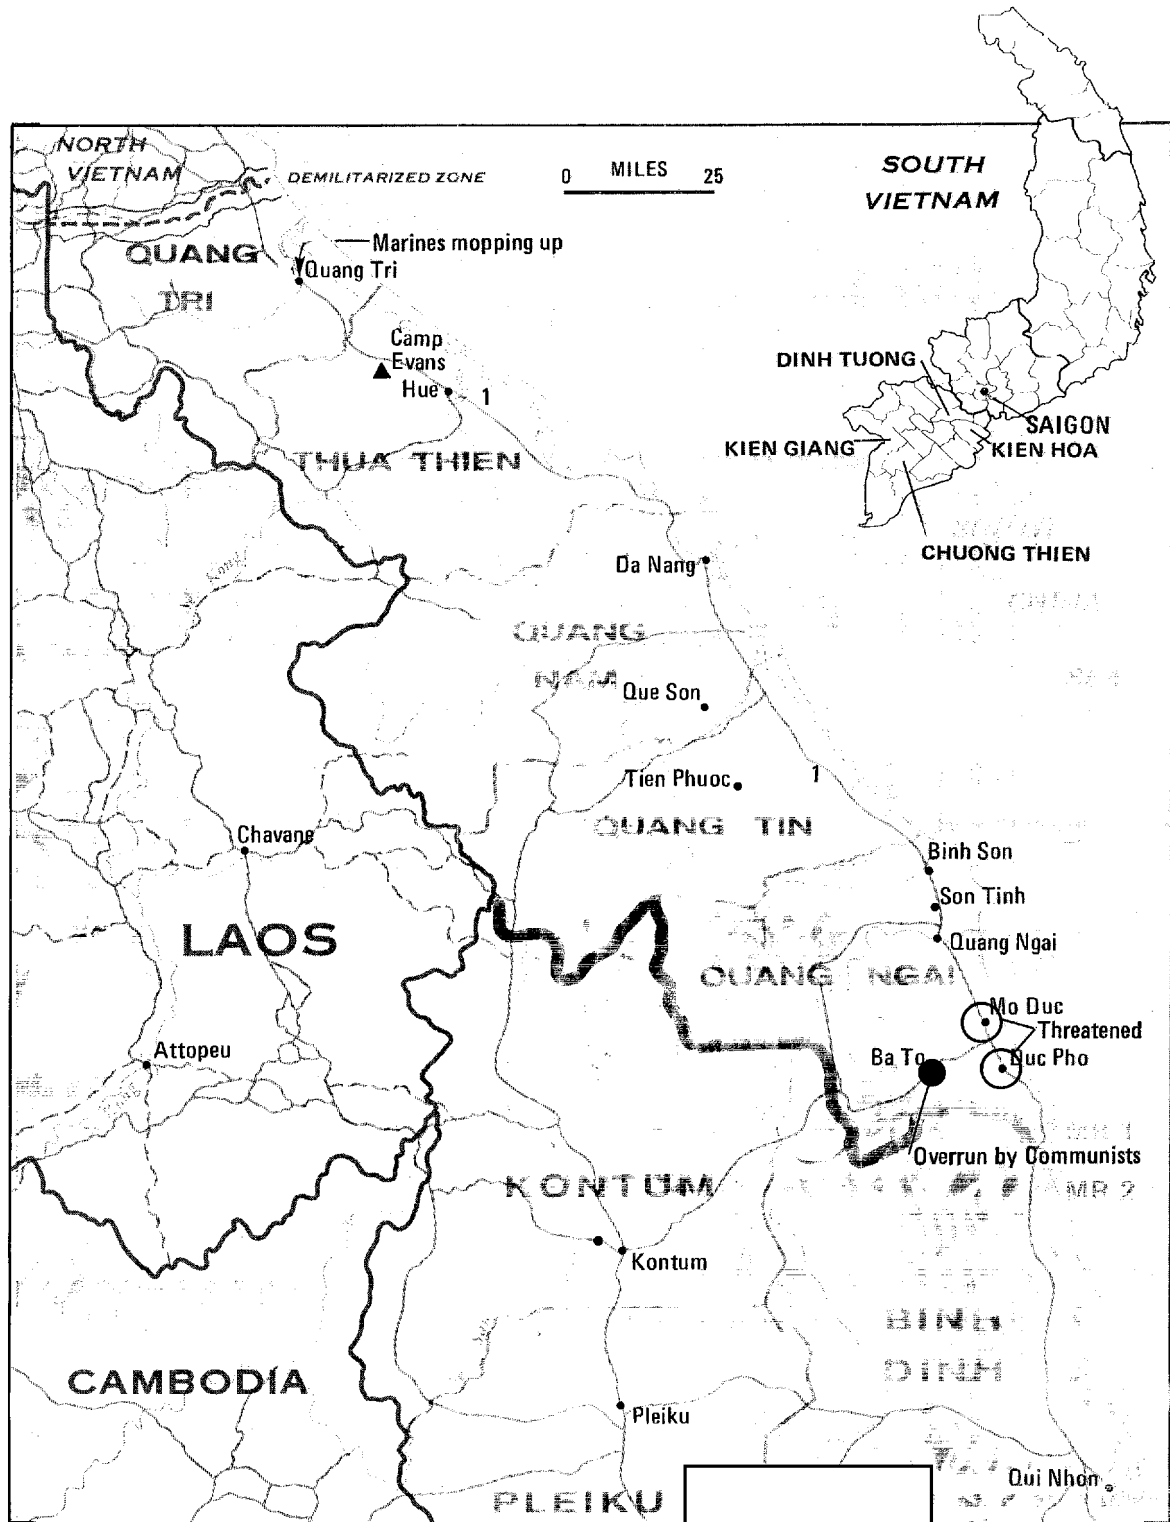 NORTH
VIETNAM
DEMILITARIZED ZONE
0 MILES 25
SOUTH
VIETNAM
QUANG
TRI
Marines mopping up
Quang Tri
Camp
Evans
Hue
1
THUA THIEN
DINH TUONG
SAIGON
KIEN GIANG
KIEN HOA
CHUONG THIEN
Da Nang
QUANG
NAM
Que Son
Tien Phuoc
1
QUANG TIN
Chavane
Binh Son
Son Tinh
LAOS
Quang Ngai
QUANG NGAI
Mo Duc
Threatened
Attopeu
Ba To
Duc Pho
MR 1
Overrun by Communists
KONTUM
MR 2
Kontum
BINH
DINH
CAMBODIA
Pleiku
PLEIKU
Qui Nhon